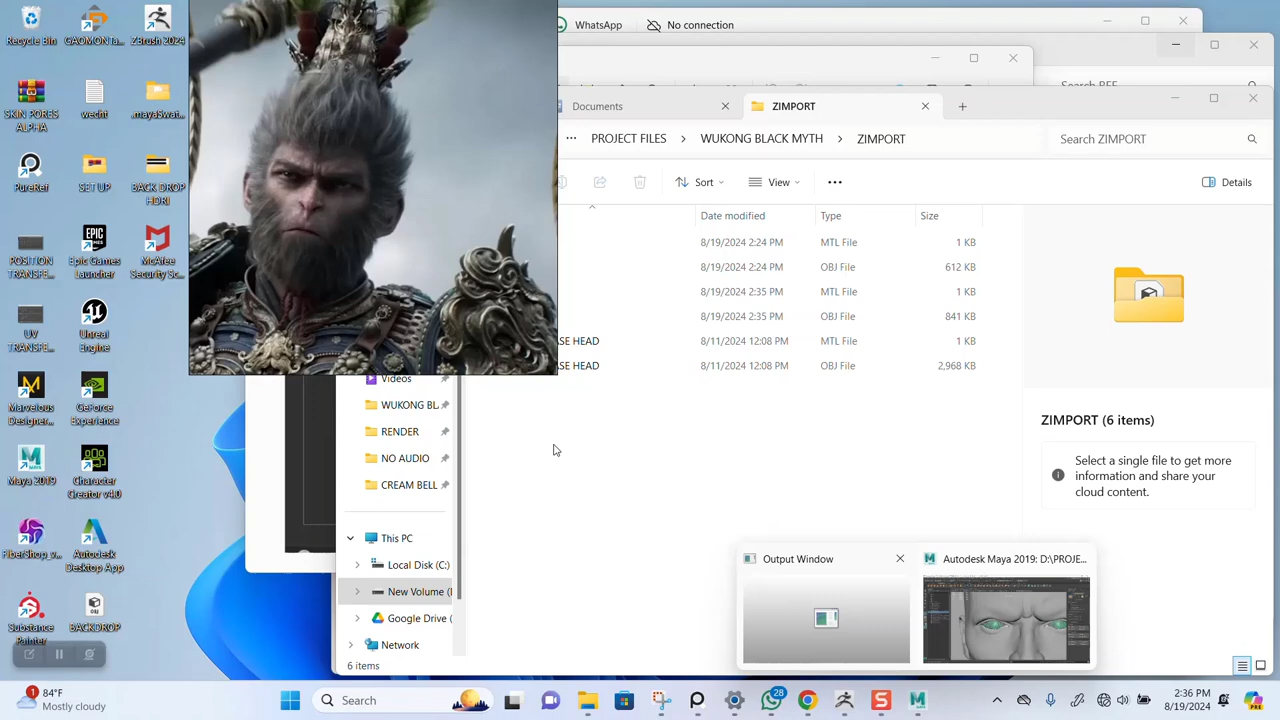 Recycle Bin
GAOMON ta...
ZBrush 2024
SKIN PORES
ALPHA
wecht
.mayaSwat...
PureRef
SET UP
BACK DROP
HDRI
POSITION
TRANSFE...
Epic Games
Launcher
McAfee
Security Sc...
UV
TRANSFE...
Unreal
Engine
Marvelous
Designer...
GeForce
Experience
Maya 2019
Character
Creator v4.0
FiberShop_v...
Autodesk
Desktop App
Substance
Painter
BACKDROP
WhatsApp
No connection
Documents
ZIMPORT
PROJECT FILES
WUKONG BLACK MYTH
ZIMPORT
Search ZIMPORT
Sort
View
Details
Date modified
Type
Size
8/19/2024 2:24 PM
MTL File
1 KB
8/19/2024 2:24 PM
OBJ File
612 KB
8/19/2024 2:35 PM
MTL File
1 KB
8/19/2024 2:35 PM
OBJ File
841 KB
SE HEAD
8/11/2024 12:08 PM
MTL File
1 KB
SE HEAD
8/11/2024 12:08 PM
OBJ File
2,968 KB
Videos
WUKONG BL
RENDER
NO AUDIO
CREAM BELL
This PC
Local Disk (C:)
New Volume (
Google Drive (
Network
6 items
ZIMPORT (6 items)
Select a single file to get more
information and share your
cloud content.
Output Window
Autodesk Maya 2019: D:\PROJE...
1
84°F
Mostly cloudy
Search
28
2:36 PM
8/19/2024